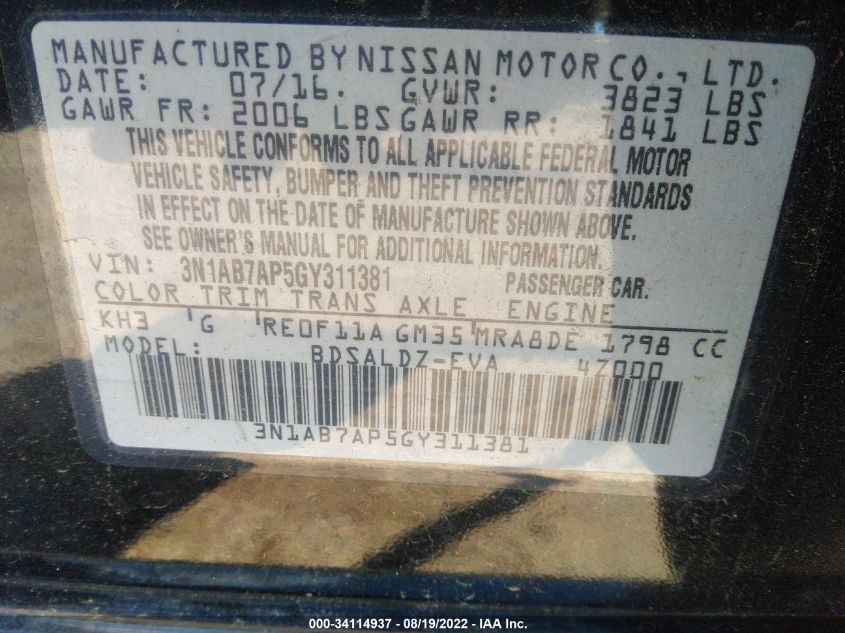 MANUFACTURED BY NISSAN MOTOR CO., LTD.
DATE: 07/16. GVWR: 3823 LBS
GAWR FR: 2006 LBS GAWR RR: 1841 LBS
THIS VEHICLE CONFORMS TO ALL APPLICABLE FEDERAL MOTOR
VEHICLE SAFETY, BUMPER AND THEFT PREVENTION STANDARDS
IN EFFECT ON THE DATE OF MANUFACTURE SHOWN ABOVE.
SEE OWNER'S MANUAL FOR ADDITIONAL INFORMATION.
VIN: 3N1AB7AP5GY311381 PASSENGER CAR.
COLOR TRIM TRANS AXLE ENGINE
KH3 G RE0F11A GM35 MRA8DE 1798 CC
MODEL: BDSALDZ-EVA 47000
3N1AB7AP5GY311381
000-34114937 - 08/19/2022 - IAA Inc.